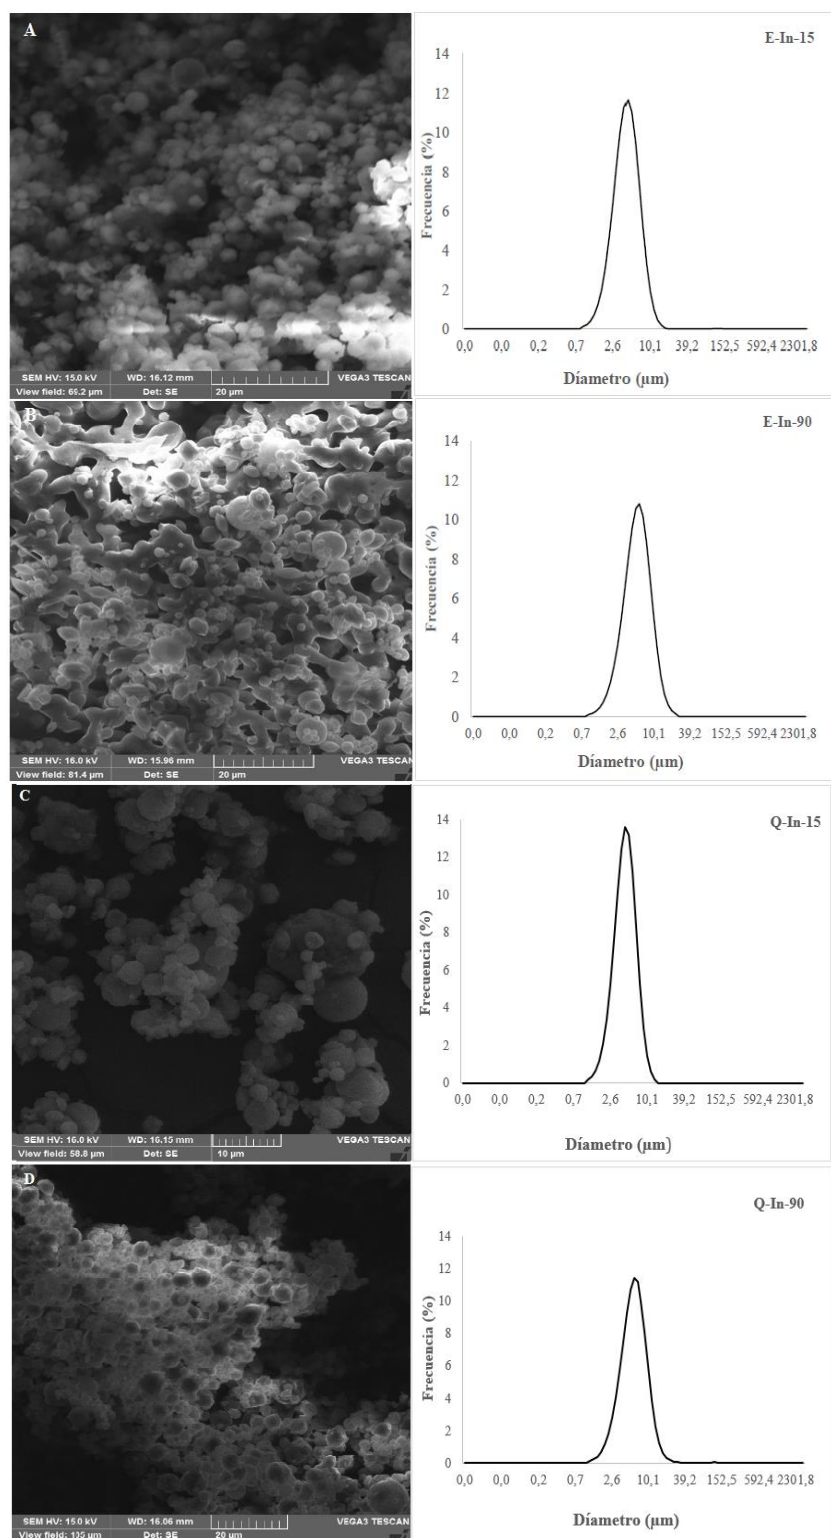 A
SEM HV: 15.0 kV WD: 16.12 mm VEGA3 TESCAN
View field: 69.2 µm Det: SE 20 µm
E-In-15
Frecuencia (%)
14
12
10
8
6
4
2
0
0,0 0,0 0,2 0,7 2,6 10,1 39,2 152,5 592,4 2301,8
Díametro (µm)
B
SEM HV: 16.0 kV WD: 15.96 mm VEGA3 TESCAN
View field: 81.4 µm Det: SE 20 µm
E-In-90
Frecuencía (%)
14
12
10
8
6
4
2
0
0,0 0,0 0,2 0,7 2,6 10,1 39,2 152,5 592,4 2301,8
Díametro (µm)
C
SEM HV: 16.0 kV WD: 16.15 mm VEGA3 TESCAN
View field: 58.8 µm Det: SE 10 µm
Q-In-15
Frecuencia (%)
14
12
10
8
6
4
2
0
0,0 0,0 0,2 0,7 2,6 10,1 39,2 152,5 592,4 2301,8
Díametro (µm)
D
SEM HV: 15.0 kV WD: 16.06 mm VEGA3 TESCAN
View field: 135 µm Det: SE 20 µm
Q-In-90
Frecuencia (%)
14
12
10
8
6
4
2
0
0,0 0,0 0,2 0,7 2,6 10,1 39,2 152,5 592,4 2301,8
Díametro (µm)